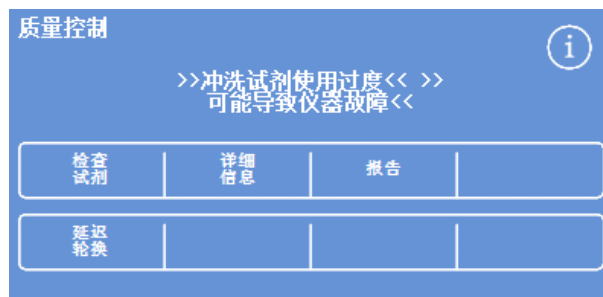 质量控制
i
>>冲洗试剂使用过度<< >>
可能导致仪器故障<<
检查 详细 报告
试剂 信息
延迟
轮换